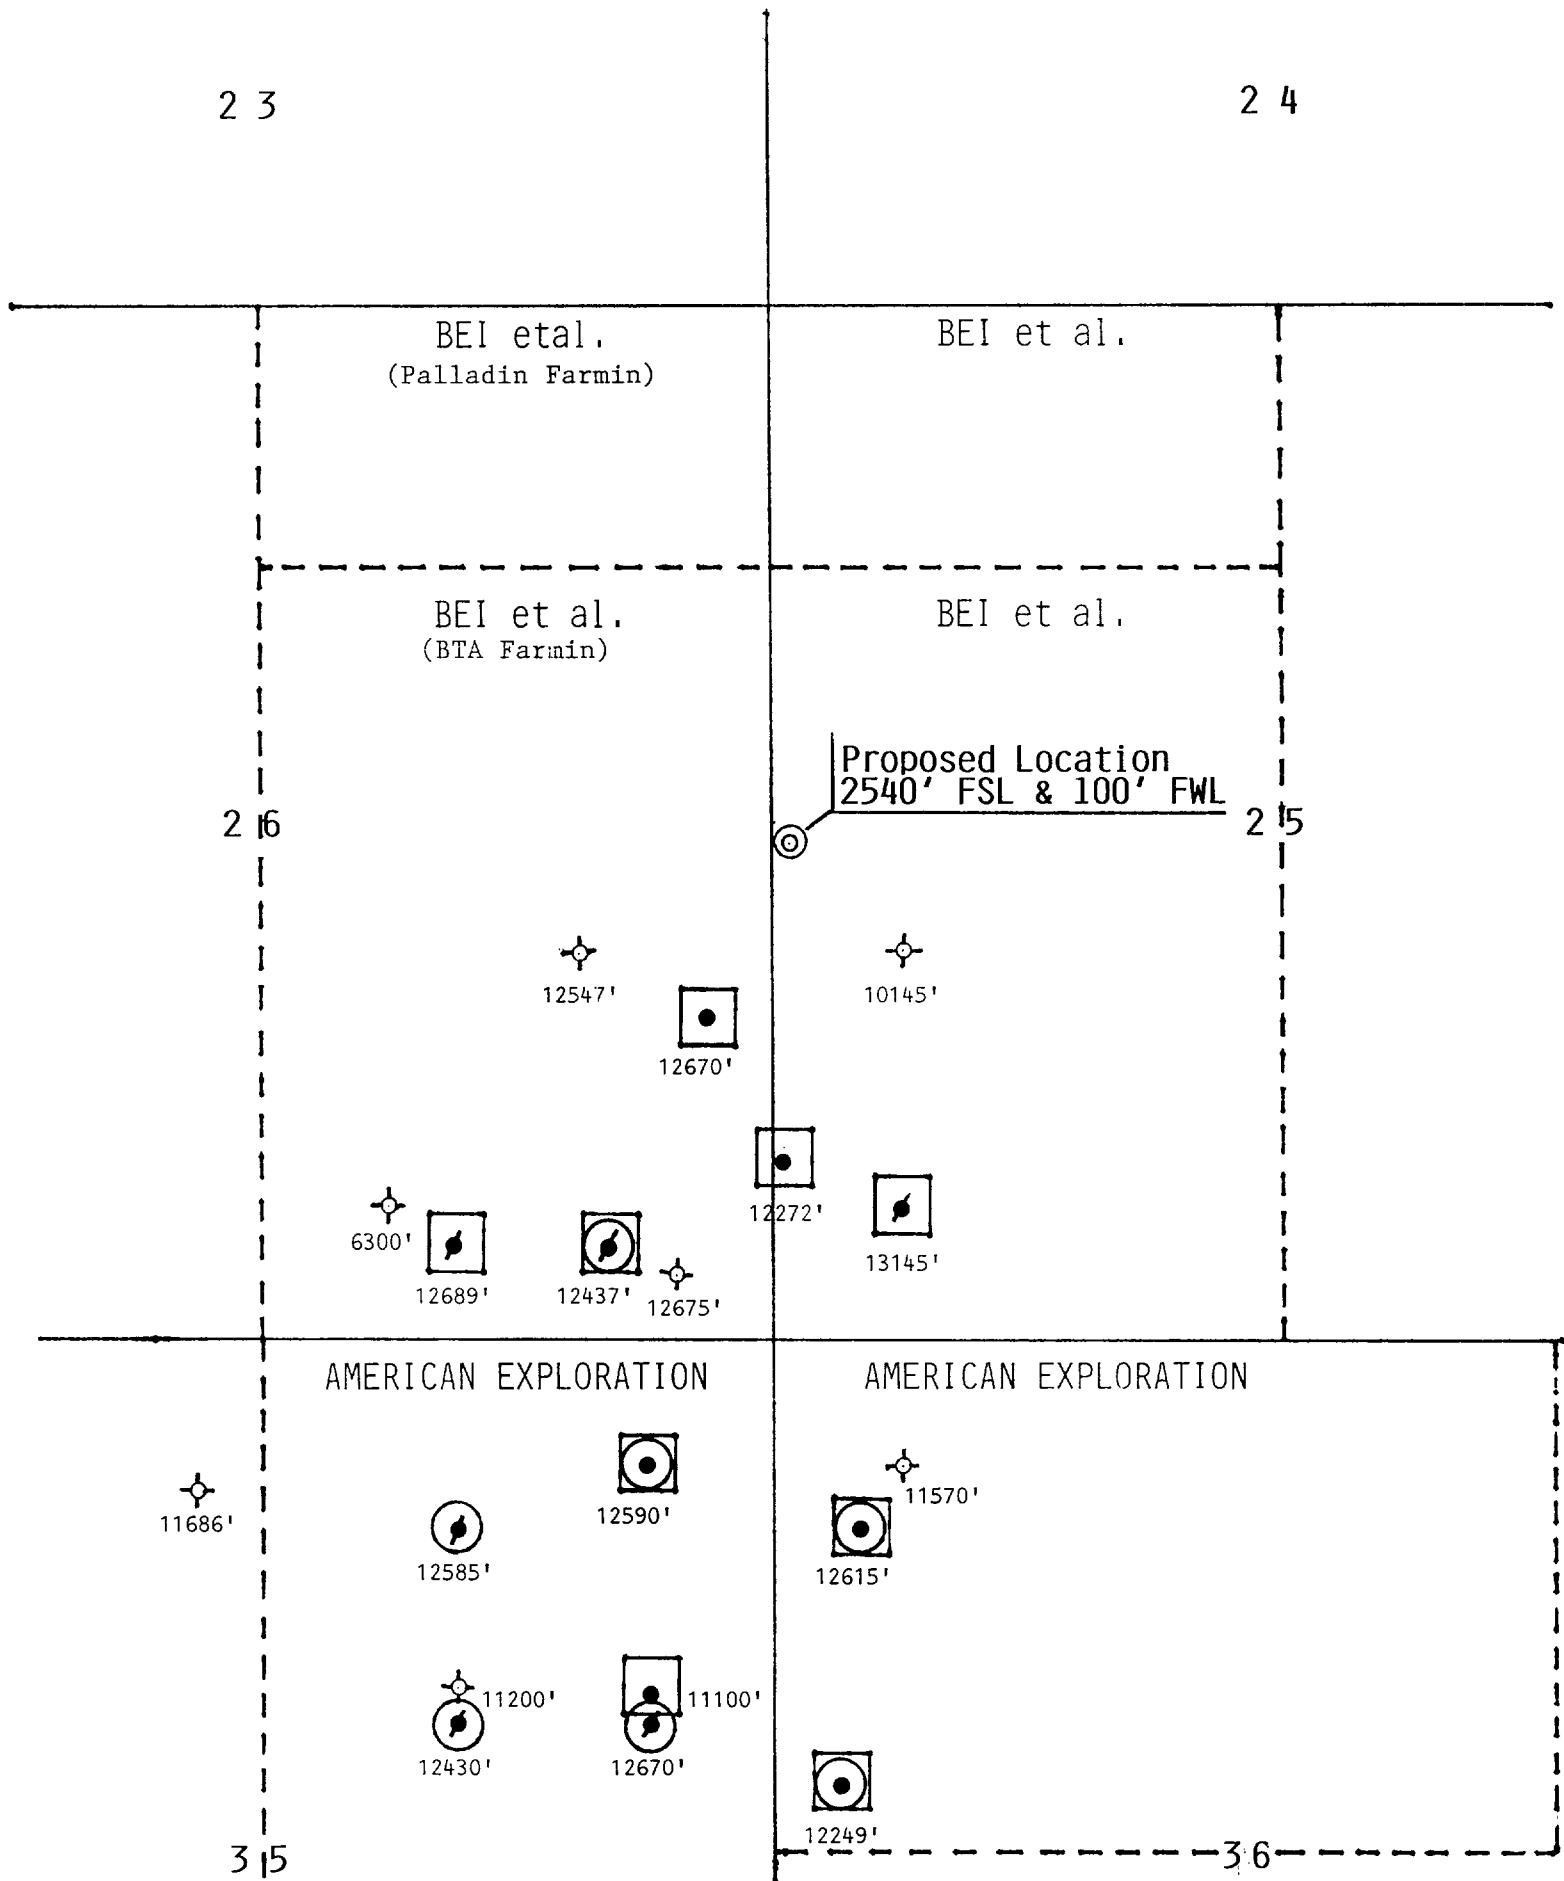 2 3
2 4
BEI etal.
(Palladin Farmin)
BEI et al.
BEI et al.
(BTA Farmin)
BEI et al.
Proposed Location
2540' FSL & 100' FWL
2 6
2 5
12547'
10145'
12670'
12272'
6300'
12689'
12437'
12675'
13145'
AMERICAN EXPLORATION
AMERICAN EXPLORATION
11686'
12590'
11570'
12585'
12615'
11200'
11100'
12430'
12670'
12249'
3 5
3 6